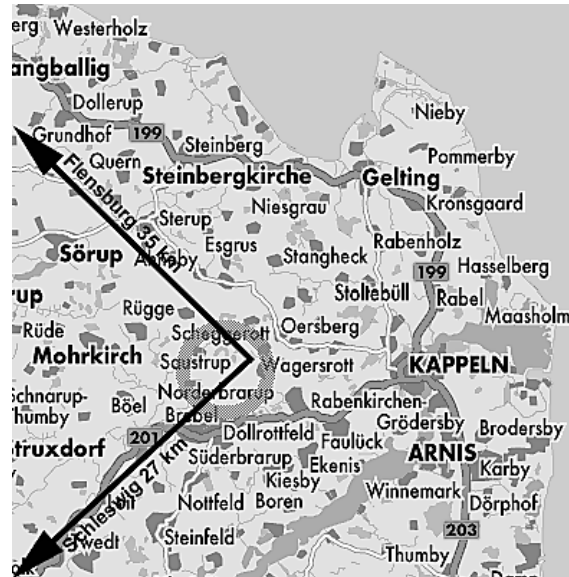 Westerholz
angballig
Dollerup
Nieby
Grundhof
199
Steinberg
Quern
Pommerby
Steinbergkirche
Gelting
Flensburg 35 km
Niesgrau
Kronsgaard
Sterup
Esgrus
Rabenholz
Sörup
Stangheck
199
Hasselberg
Stoltebüll
Rabel
Rügge
Maasholm
Rüde
Scheggerott
Oersberg
Mohrkirch
Saustrup
Wagersrott
KAPPELN
Norderbrarup
Rabenkirchen-
Faulück
Böel
Brebel
Grödersby
Brodersby
201
Dollrottfeld
truxdorf
Süderbrarup
ARNIS
Schleswig 27 km
Ekenis
Karby
Kiesby
Winnemark
Nottfeld
Boren
Dörphof
Steinfeld
203
Thumby